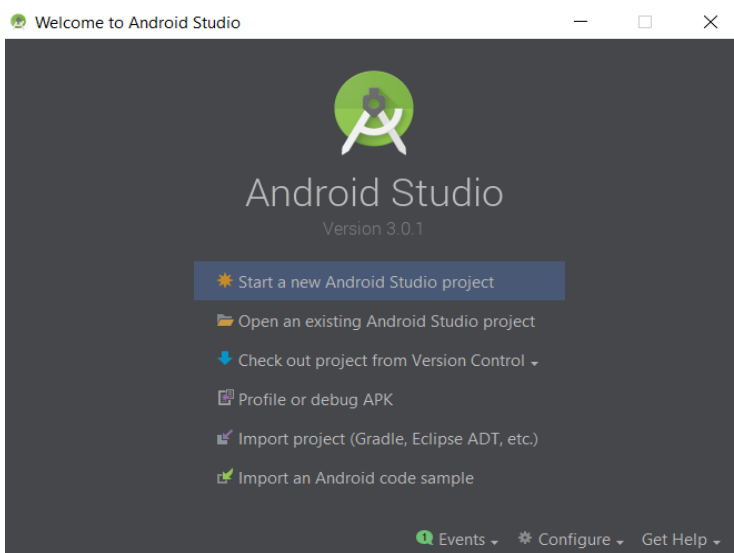 Welcome to Android Studio
Android Studio
Version 3.0.1
Start a new Android Studio project
Open an existing Android Studio project
Check out project from Version Control
Profile or debug APK
Import project (Gradle, Eclipse ADT, etc.)
Import an Android code sample
1 Events Configure Get Help